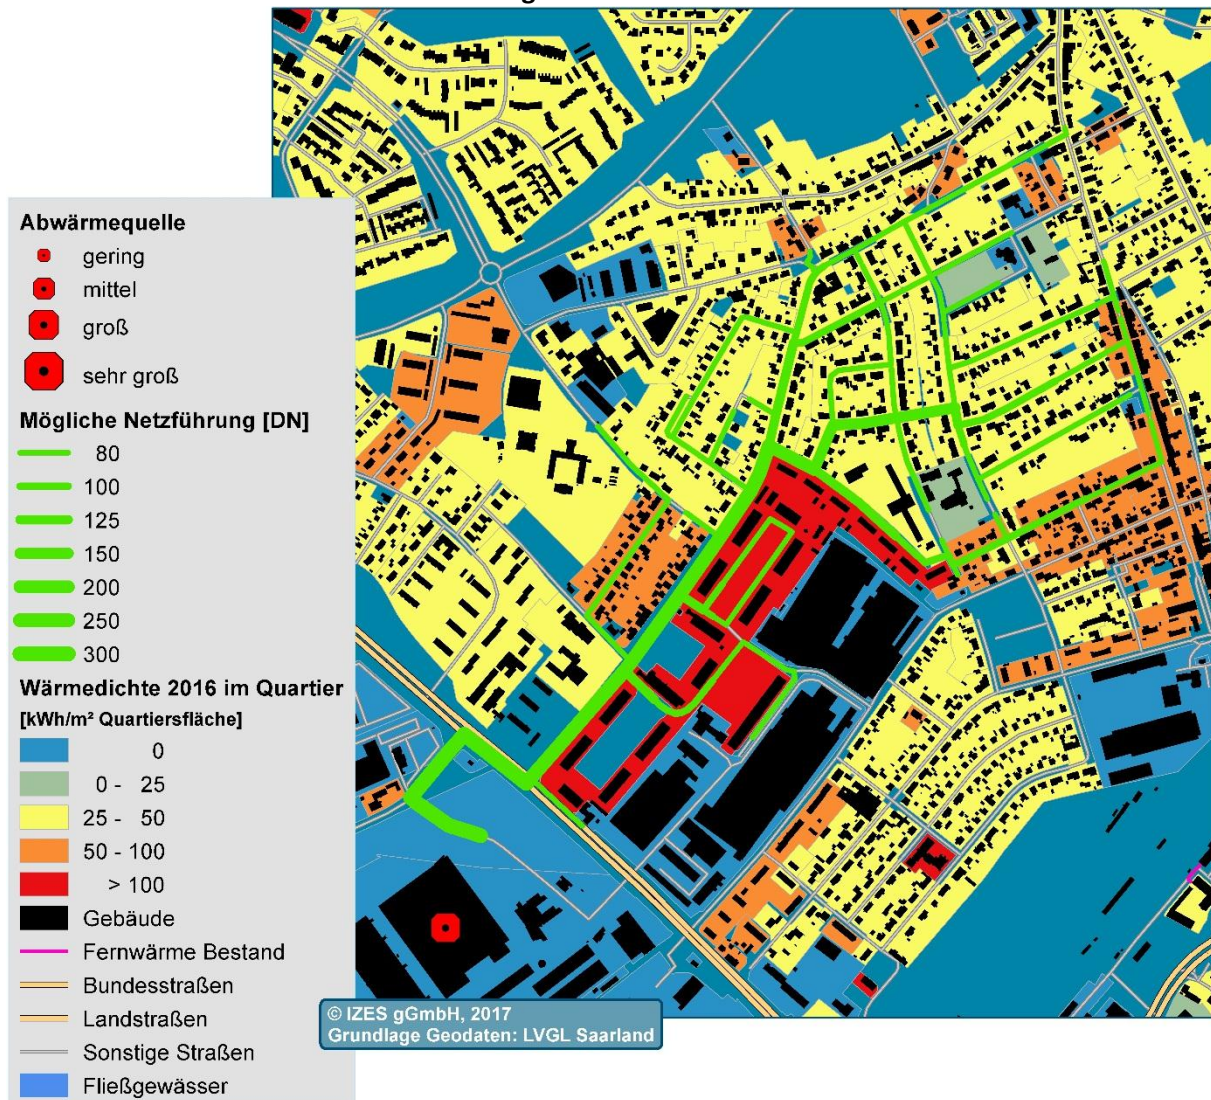 Abwärmequelle
gering
mittel
groß
sehr groß
Mögliche Netzführung [DN]
80
100
125
150
200
250
300
Wärmedichte 2016 im Quartier
[kWh/m² Quartiersfläche]
0
0 - 25
25 - 50
50 - 100
> 100
Gebäude
Fernwärme Bestand
Bundesstraßen
Landstraßen
Sonstige Straßen
Fließgewässer
© IZES gGmbH, 2017
Grundlage Geodaten: LVGL Saarland